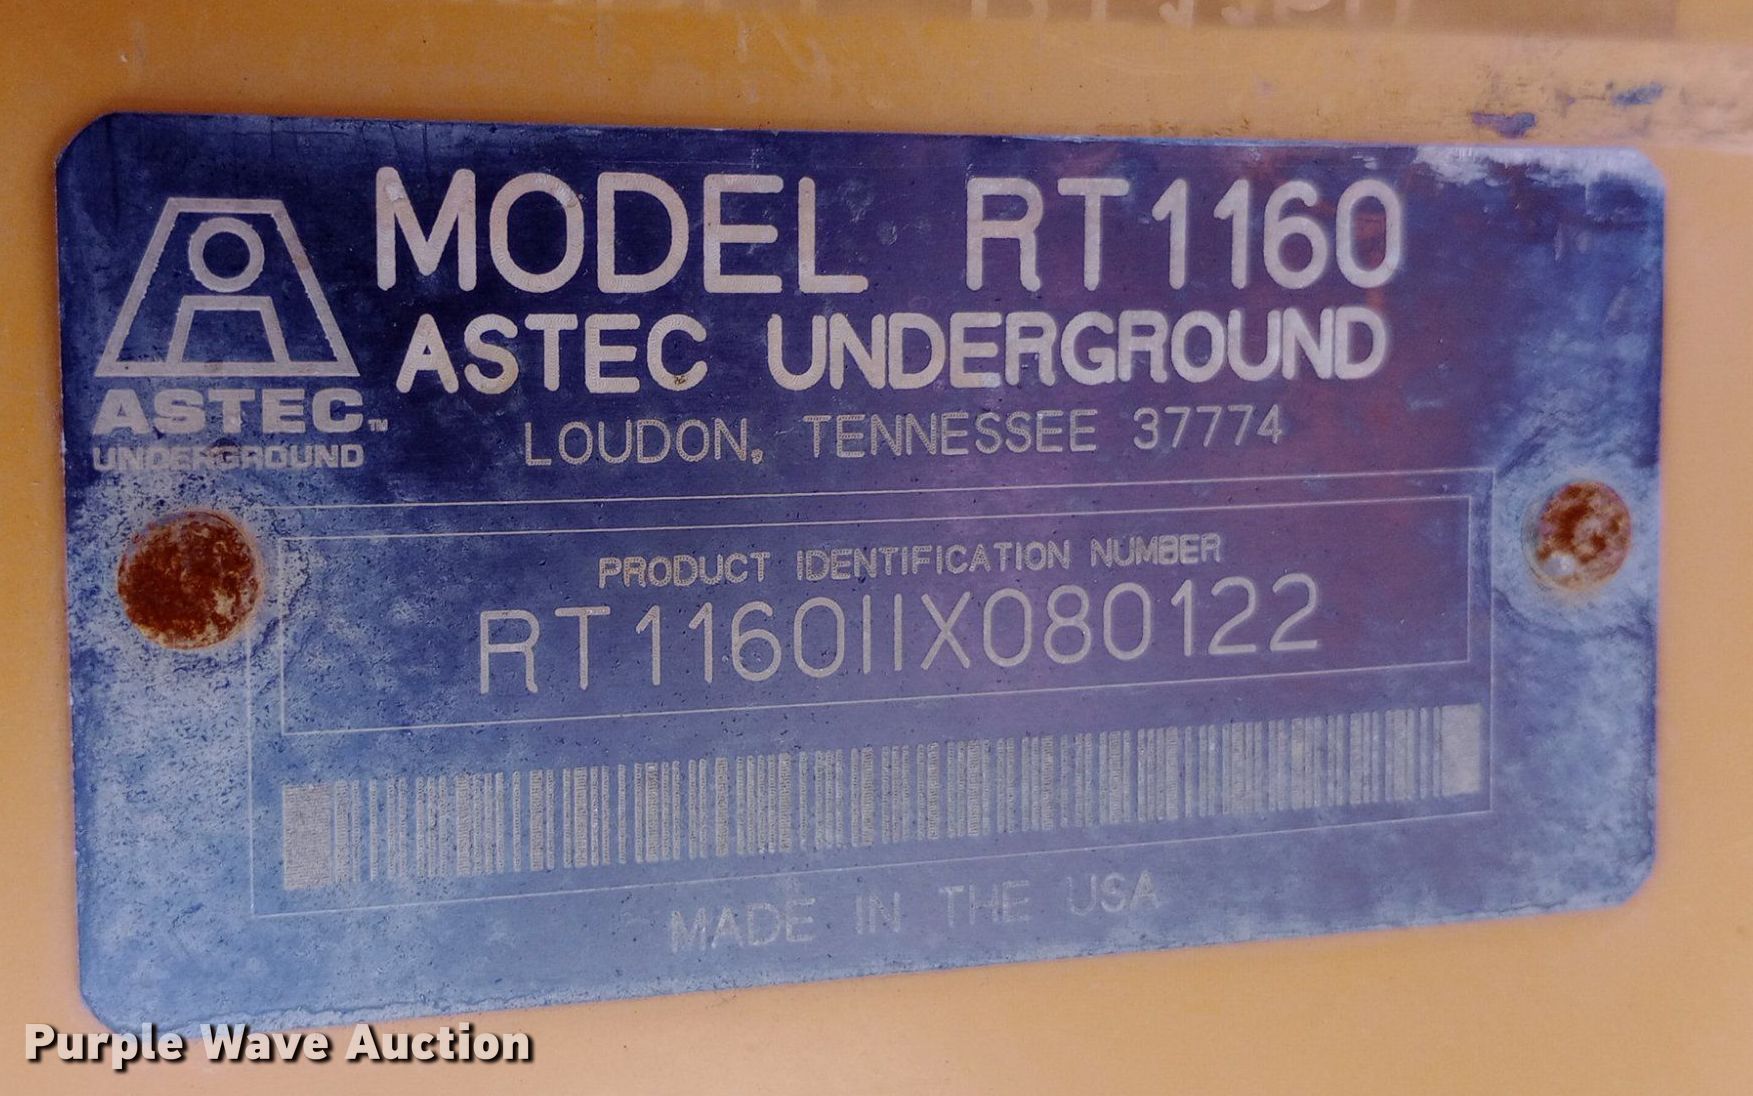 MODEL RT1160
ASTEC UNDERGROUND
LOUDON, TENNESSEE 37774
ASTEC™
UNDERGROUND
PRODUCT IDENTIFICATION NUMBER
RT1160IIX080122
MADE IN THE USA
Purple Wave Auction